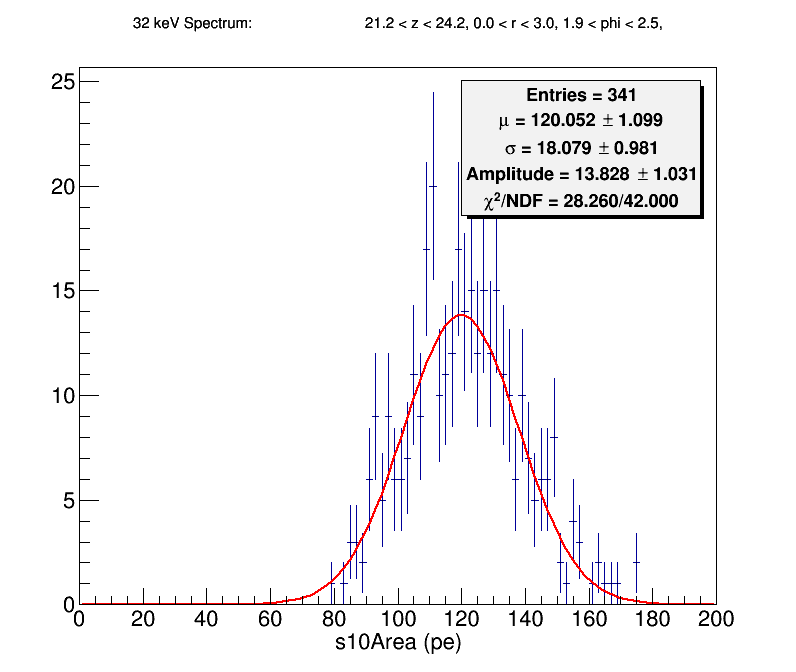 32 keV Spectrum: 21.2 < z < 24.2, 0.0 < r < 3.0, 1.9 < phi < 2.5,
Entries = 341
μ = 120.052 ± 1.099
σ = 18.079 ± 0.981
Amplitude = 13.828 ± 1.031
χ²/NDF = 28.260/42.000
25
20
15
10
5
0
0 20 40 60 80 100 120 140 160 180 200
s10Area (pe)